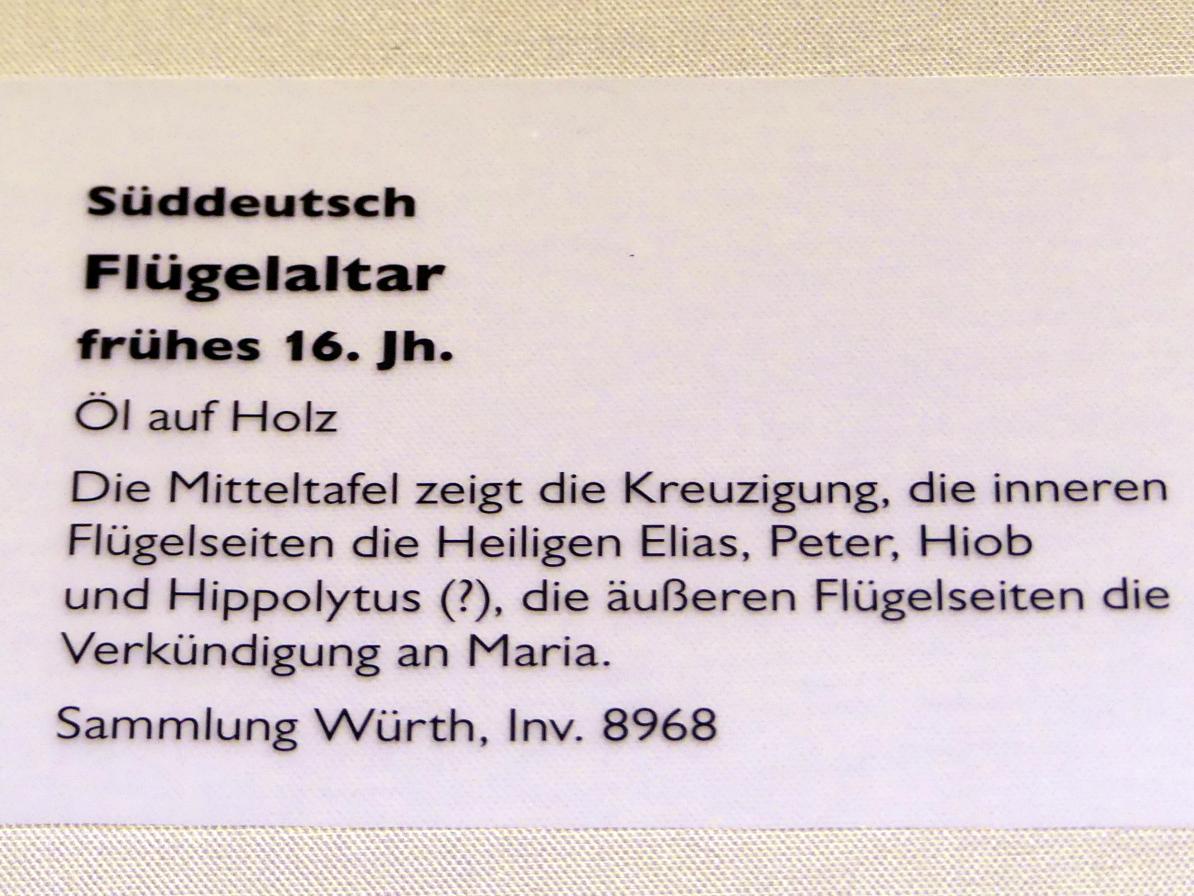 Süddeutsch
Flügelaltar
frühes 16. Jh.
Öl auf Holz
Die Mitteltafel zeigt die Kreuzigung, die inneren
Flügelseiten die Heiligen Elias, Peter, Hiob
und Hippolytus (?), die äußeren Flügelseiten die
Verkündigung an Maria.
Sammlung Würth, Inv. 8968